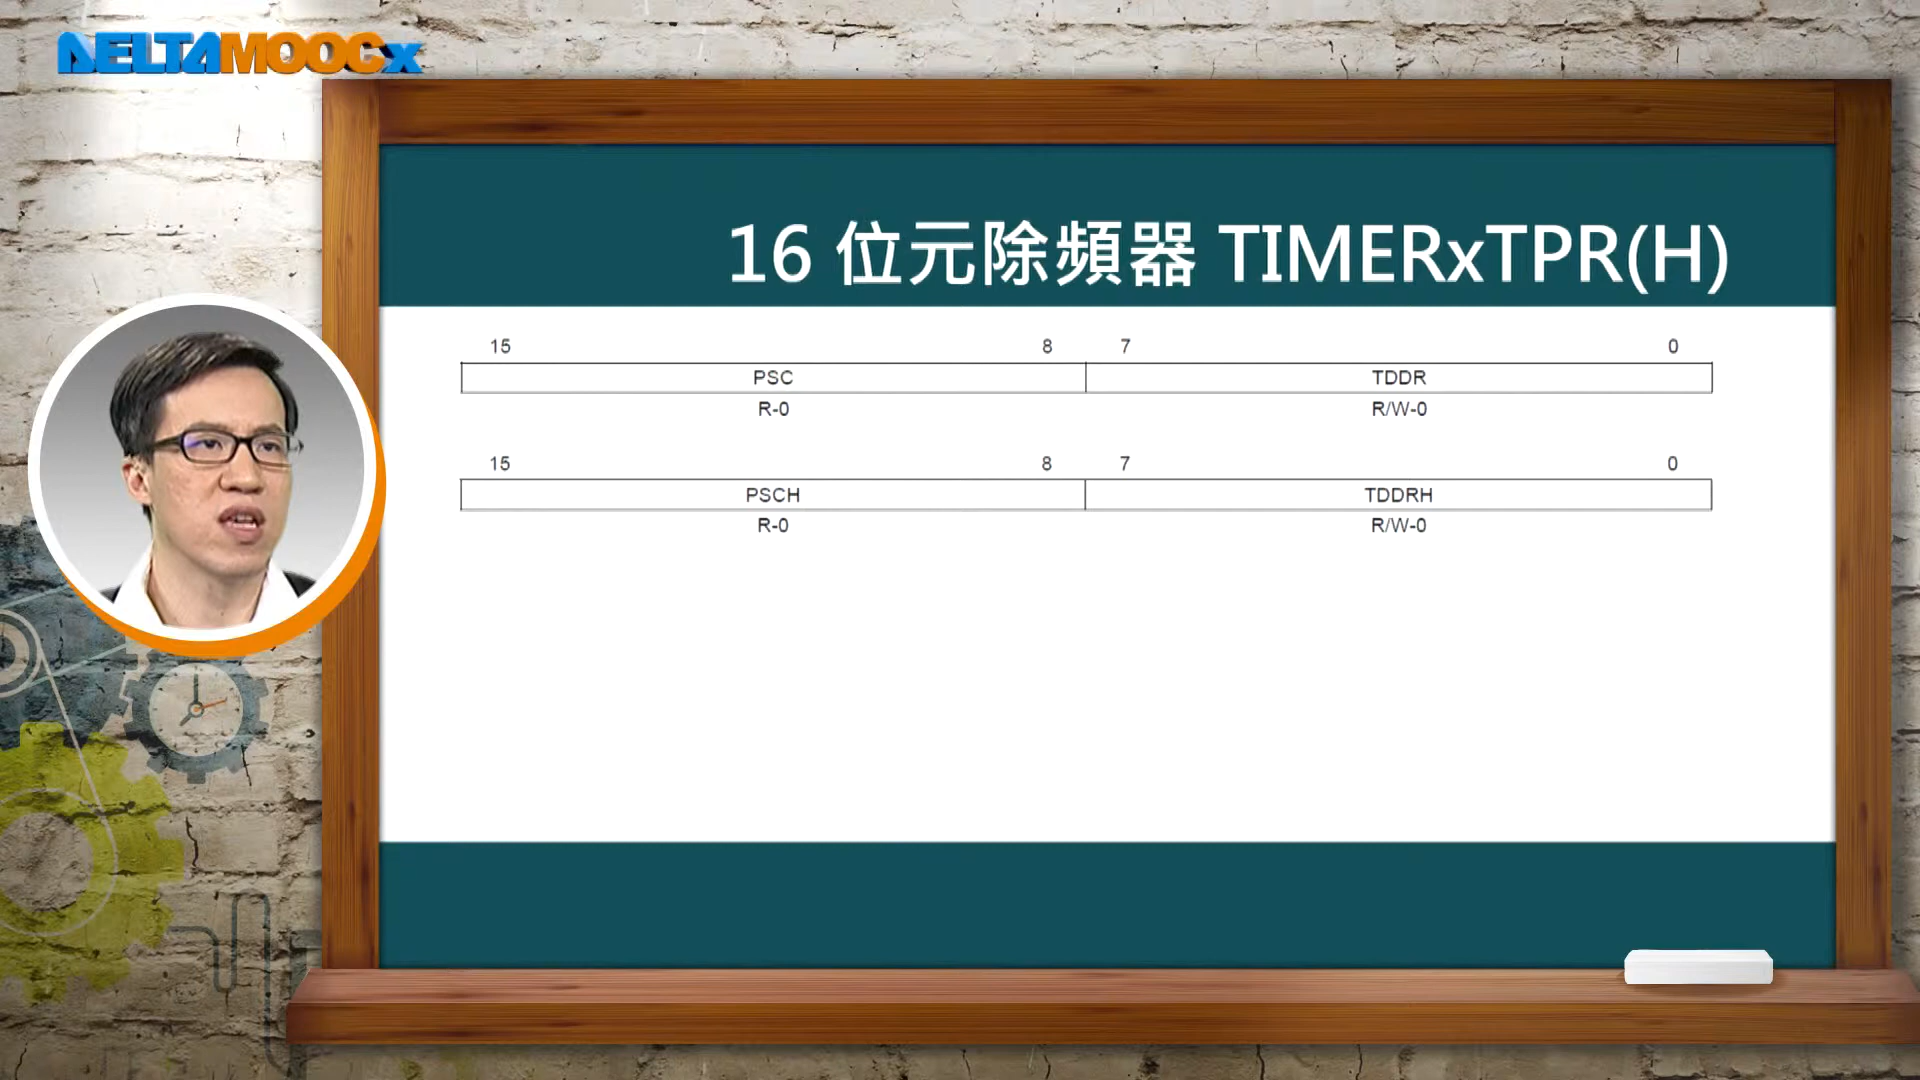 DELTAMOOCx
16 位元除頻器 TIMERxTPR(H)
15 8 7 0
PSC TDDR
R-0 R/W-0
15 8 7 0
PSCH TDDRH
R-0 R/W-0